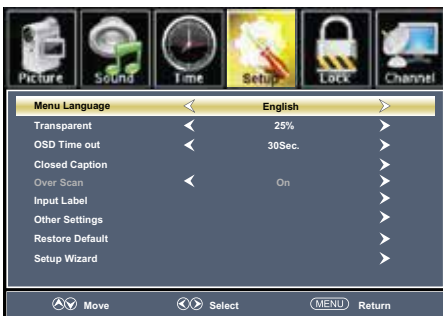 Picture Sound Time Setup Lock Channel
Menu Language English
Transparent 25%
OSD Time out 30Sec.
Closed Caption
Over Scan On
Input Label
Other Settings
Restore Default
Setup Wizard
Move Select MENU Return